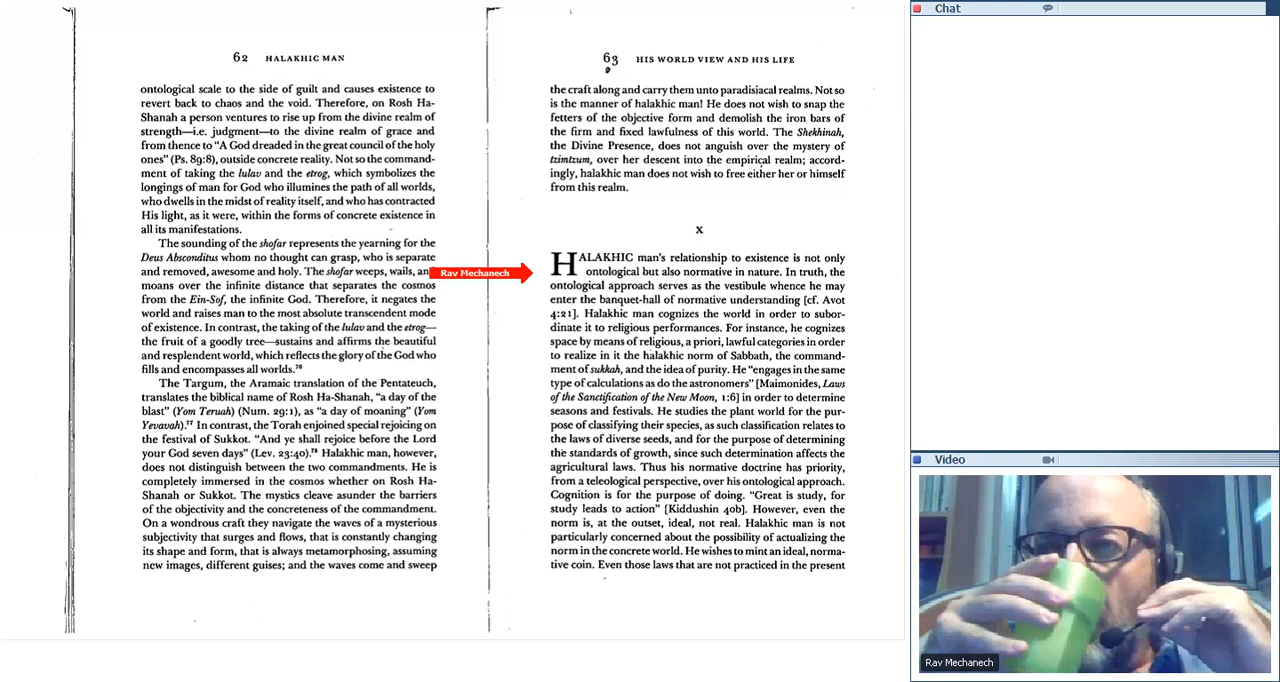 62 HALAKHIC MAN
ontological scale to the side of guilt and causes existence to
revert back to chaos and the void. Therefore, on Rosh Ha-
Shanah a person ventures to rise up from the divine realm of
strength—i.e. judgment—to the divine realm of grace and
from thence to "A God dreaded in the great council of the holy
ones" (Ps. 89:8), outside concrete reality. Not so the command-
ment of taking the lulav and the etrog, which symbolizes the
longings of man for God who illumines the path of all worlds,
who dwells in the midst of reality itself, and who has contracted
His light, as it were, within the forms of concrete existence in
all its manifestations.
The sounding of the shofar represents the yearning for the
Deus Absconditus whom no thought can grasp, who is separate
and removed, awesome and holy. The shofar weeps, wails, an
moans over the infinite distance that separates the cosmos
from the Ein-Sof, the infinite God. Therefore, it negates the
world and raises man to the most absolute transcendent mode
of existence. In contrast, the taking of the lulav and the etrog—
the fruit of a goodly tree—sustains and affirms the beautiful
and resplendent world, which reflects the glory of the God who
fills and encompasses all worlds.76
The Targum, the Aramaic translation of the Pentateuch,
translates the biblical name of Rosh Ha-Shanah, "a day of the
blast" (Yom Teruah) (Num. 29:1), as "a day of moaning" (Yom
Yevavah).77 In contrast, the Torah enjoined special rejoicing on
the festival of Sukkot. "And ye shall rejoice before the Lord
your God seven days" (Lev. 23:40).78 Halakhic man, however,
does not distinguish between the two commandments. He is
completely immersed in the cosmos whether on Rosh Ha-
Shanah or Sukkot. The mystics cleave asunder the barriers
of the objectivity and the concreteness of the commandment.
On a wondrous craft they navigate the waves of a mysterious
subjectivity that surges and flows, that is constantly changing
its shape and form, that is always metamorphosing, assuming
new images, different guises; and the waves come and sweep
Rav Mechanech
63 HIS WORLD VIEW AND HIS LIFE
the craft along and carry them unto paradisiacal realms. Not so
is the manner of halakhic man! He does not wish to snap the
fetters of the objective form and demolish the iron bars of
the firm and fixed lawfulness of this world. The Shekhinah,
the Divine Presence, does not anguish over the mystery of
tzimtzum, over her descent into the empirical realm; accord-
ingly, halakhic man does not wish to free either her or himself
from this realm.
X
HALAKHIC man's relationship to existence is not only
ontological but also normative in nature. In truth, the
ontological approach serves as the vestibule whence he may
enter the banquet-hall of normative understanding [cf. Avot
4:21]. Halakhic man cognizes the world in order to subor-
dinate it to religious performances. For instance, he cognizes
space by means of religious, a priori, lawful categories in order
to realize in it the halakhic norm of Sabbath, the command-
ment of sukkah, and the idea of purity. He "engages in the same
type of calculations as do the astronomers" [Maimonides, Laws
of the Sanctification of the New Moon, 1:6] in order to determine
seasons and festivals. He studies the plant world for the pur-
pose of classifying their species, as such classification relates to
the laws of diverse seeds, and for the purpose of determining
the standards of growth, since such determination affects the
agricultural laws. Thus his normative doctrine has priority,
from a teleological perspective, over his ontological approach.
Cognition is for the purpose of doing. "Great is study, for
study leads to action" [Kiddushin 40b]. However, even the
norm is, at the outset, ideal, not real. Halakhic man is not
particularly concerned about the possibility of actualizing the
norm in the concrete world. He wishes to mint an ideal, norma-
tive coin. Even those laws that are not practiced in the present
Chat
Video
Rav Mechanech